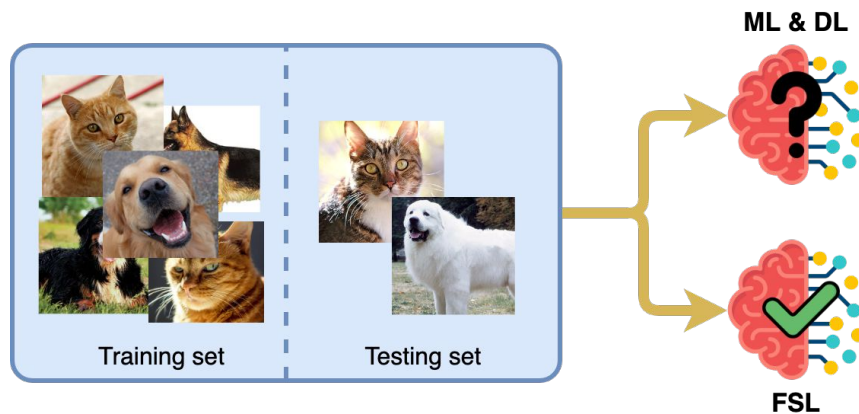 ML & DL
?
Training set
Testing set
FSL